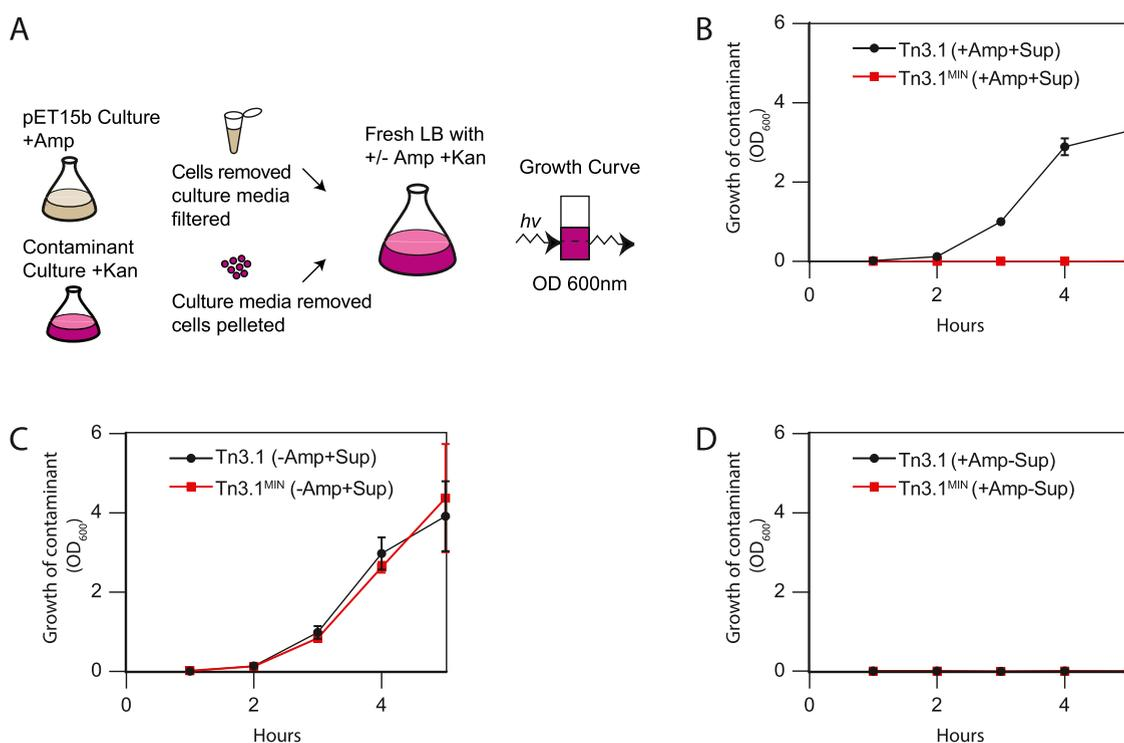 A
pET15b Culture
+Amp
Contaminant
Culture +Kan
Cells removed
culture media
filtered
Culture media removed
cells pelleted
Fresh LB with
+/- Amp +Kan
Growth Curve
hv
OD 600nm
B
Growth of contaminant
(OD600)
6
4
2
0
Tn3.1 (+Amp+Sup)
Tn3.1MIN (+Amp+Sup)
0 2 4
Hours
C
Growth of contaminant
(OD600)
6
4
2
0
Tn3.1 (-Amp+Sup)
Tn3.1MIN (-Amp+Sup)
0 2 4
Hours
D
Growth of contaminant
(OD600)
6
4
2
0
Tn3.1 (+Amp-Sup)
Tn3.1MIN (+Amp-Sup)
0 2 4
Hours